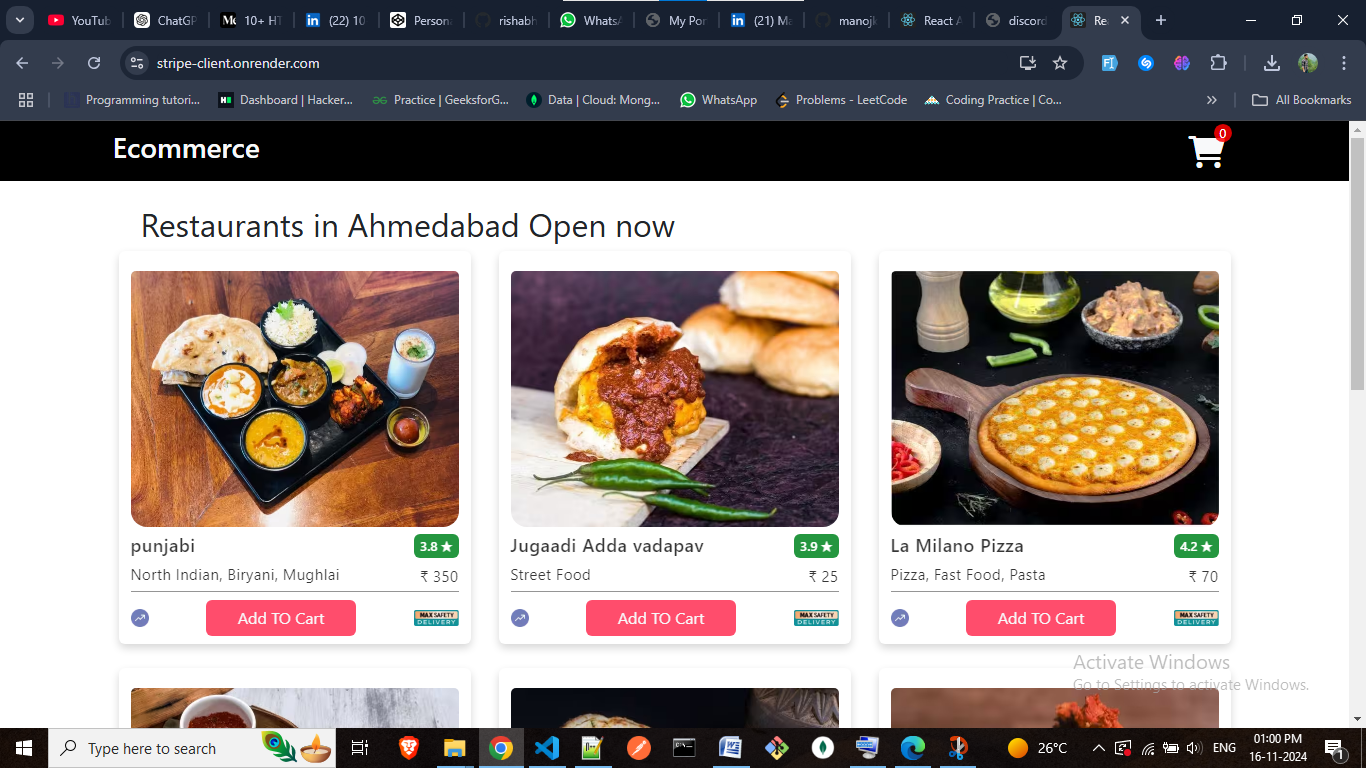 YouTub
ChatGP
10+ HT
(22) 10
Person
rishabh
WhatsA
My Por
(21) Ma
manojk
React A
discord
Re
stripe-client.onrender.com
Programming tutori...
Dashboard | Hacker...
Practice | GeeksforG...
Data | Cloud: Mong...
WhatsApp
Problems - LeetCode
Coding Practice | Co...
»
All Bookmarks
Ecommerce
0
Restaurants in Ahmedabad Open now
punjabi 3.8 ★
North Indian, Biryani, Mughlai ₹ 350
Add TO Cart
MAX SAFETY
DELIVERY
Jugaadi Adda vadapav 3.9 ★
Street Food ₹ 25
Add TO Cart
MAX SAFETY
DELIVERY
La Milano Pizza 4.2 ★
Pizza, Fast Food, Pasta ₹ 70
Add TO Cart
MAX SAFETY
DELIVERY
Activate Windows
Go to Settings to activate Windows.
Type here to search
26°C
ENG
01:00 PM
16-11-2024
1